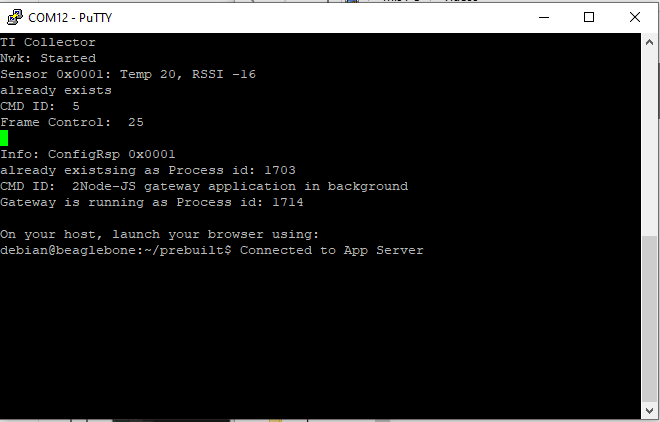 COM12 - PuTTY
TI Collector
Nwk: Started
Sensor 0x0001: Temp 20, RSSI -16
already exists
CMD ID:  5
Frame Control:  25
Info: ConfigRsp 0x0001
already existsing as Process id: 1703
CMD ID:  2Node-JS gateway application in background
Gateway is running as Process id: 1714
On your host, launch your browser using:
debian@beaglebone:~/prebuilt$ Connected to App Server